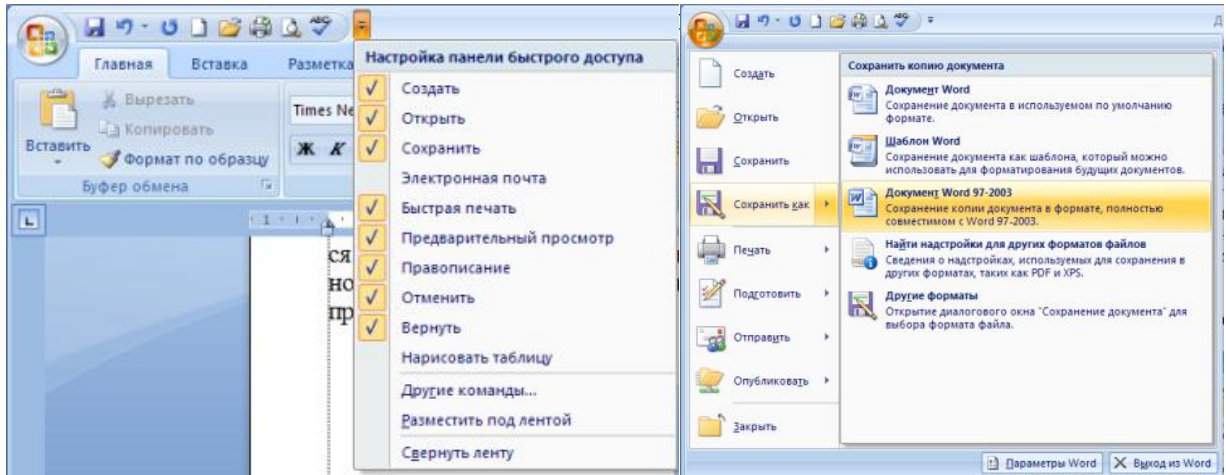 Главная Вставка Разметка
Вырезать
Копировать
Вставить
Формат по образцу
Буфер обмена
Times Ne
Ж К
1
ся
но
пр
Настройка панели быстрого доступа
Создать
Открыть
Сохранить
Электронная почта
Быстрая печать
Предварительный просмотр
Правописание
Отменить
Вернуть
Нарисовать таблицу
Другие команды...
Разместить под лентой
Свернуть ленту
Создать
Открыть
Сохранить
Сохранить как
Печать
Подготовить
Отправить
Опубликовать
Закрыть
Сохранить копию документа
Документ Word
Сохранение документа в используемом по умолчанию
формате.
Шаблон Word
Сохранение документа как шаблона, который можно
использовать для форматирования будущих документов.
Документ Word 97-2003
Сохранение копии документа в формате, полностью
совместимом с Word 97-2003.
Найти надстройки для других форматов файлов
Сведения о надстройках, используемых для сохранения в
других форматах, таких как PDF и XPS.
Другие форматы
Открытие диалогового окна "Сохранение документа" для
выбора формата файла.
Параметры Word Выход из Word